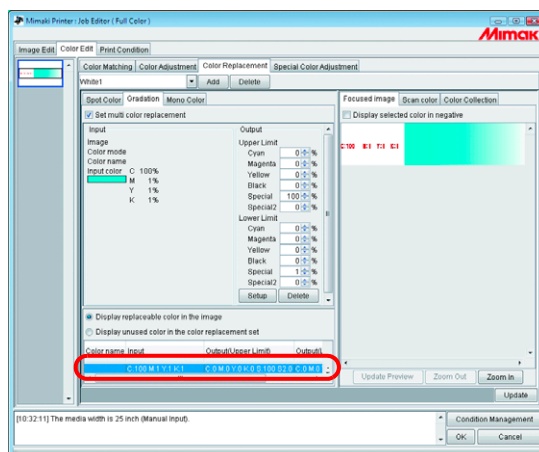 Mimaki Printer : Job Editor ( Full Color )
Mimaki
Image Edit Color Edit Print Condition
Color Matching Color Adjustment Color Replacement Special Color Adjustment
White1 Add Delete
Spot Color Gradation Mono Color
Set multi color replacement
Input Output
Image Upper Limit
Color mode Cyan 0 %
Color name Magenta 0 %
Input color C 100% Yellow 0 %
M 1% Black 0 %
Y 1% Special 100 %
K 1% Special2 0 %
Lower Limit
Cyan 0 %
Magenta 0 %
Yellow 0 %
Black 0 %
Special 1 %
Special2 0 %
Setup Delete
Display replaceable color in the image
Display unused color in the color replacement set
Color name Input Output(Upper Limit) Output(L
C:100 M:1 Y:1 K:1 C:0 M:0 Y:0 K:0 S:100 S2:0 C:0 M:0
Focused image Scan color Color Collection
Display selected color in negative
Update Preview Zoom Out Zoom In
Update
[10:32:11] The media width is 25 inch (Manual Input).
Condition Management
OK Cancel